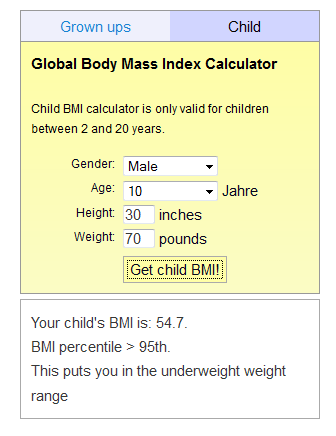 Grown ups Child
Global Body Mass Index Calculator
Child BMI calculator is only valid for children
between 2 and 20 years.
Gender: Male
Age: 10 Jahre
Height: 30 inches
Weight: 70 pounds
Get child BMI!
Your child's BMI is: 54.7.
BMI percentile > 95th.
This puts you in the underweight weight
range